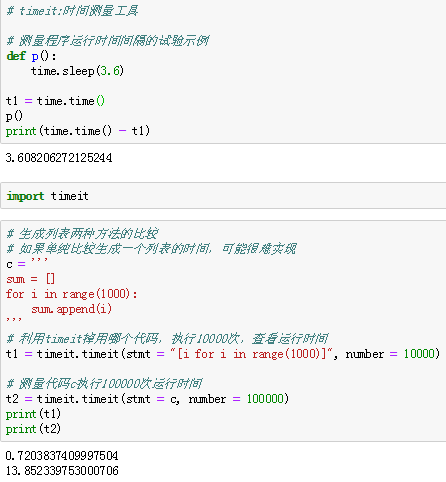 # timeit:时间测量工具
# 测量程序运行时间间隔的试验示例
def p():
    time.sleep(3.6)
t1 = time.time()
p()
print(time.time() - t1)
3.608206272125244
import timeit
# 生成列表两种方法的比较
# 如果单纯比较生成一个列表的时间，可能很难实现
c = '''
sum = []
for i in range(1000):
    sum.append(i)
'''
# 利用timeit掉用哪个代码，执行10000次，查看运行时间
t1 = timeit.timeit(stmt = "[i for i in range(1000)]", number = 10000)
# 测量代码c执行100000次运行时间
t2 = timeit.timeit(stmt = c, number = 100000)
print(t1)
print(t2)
0.7203837409997504
13.852339753000706